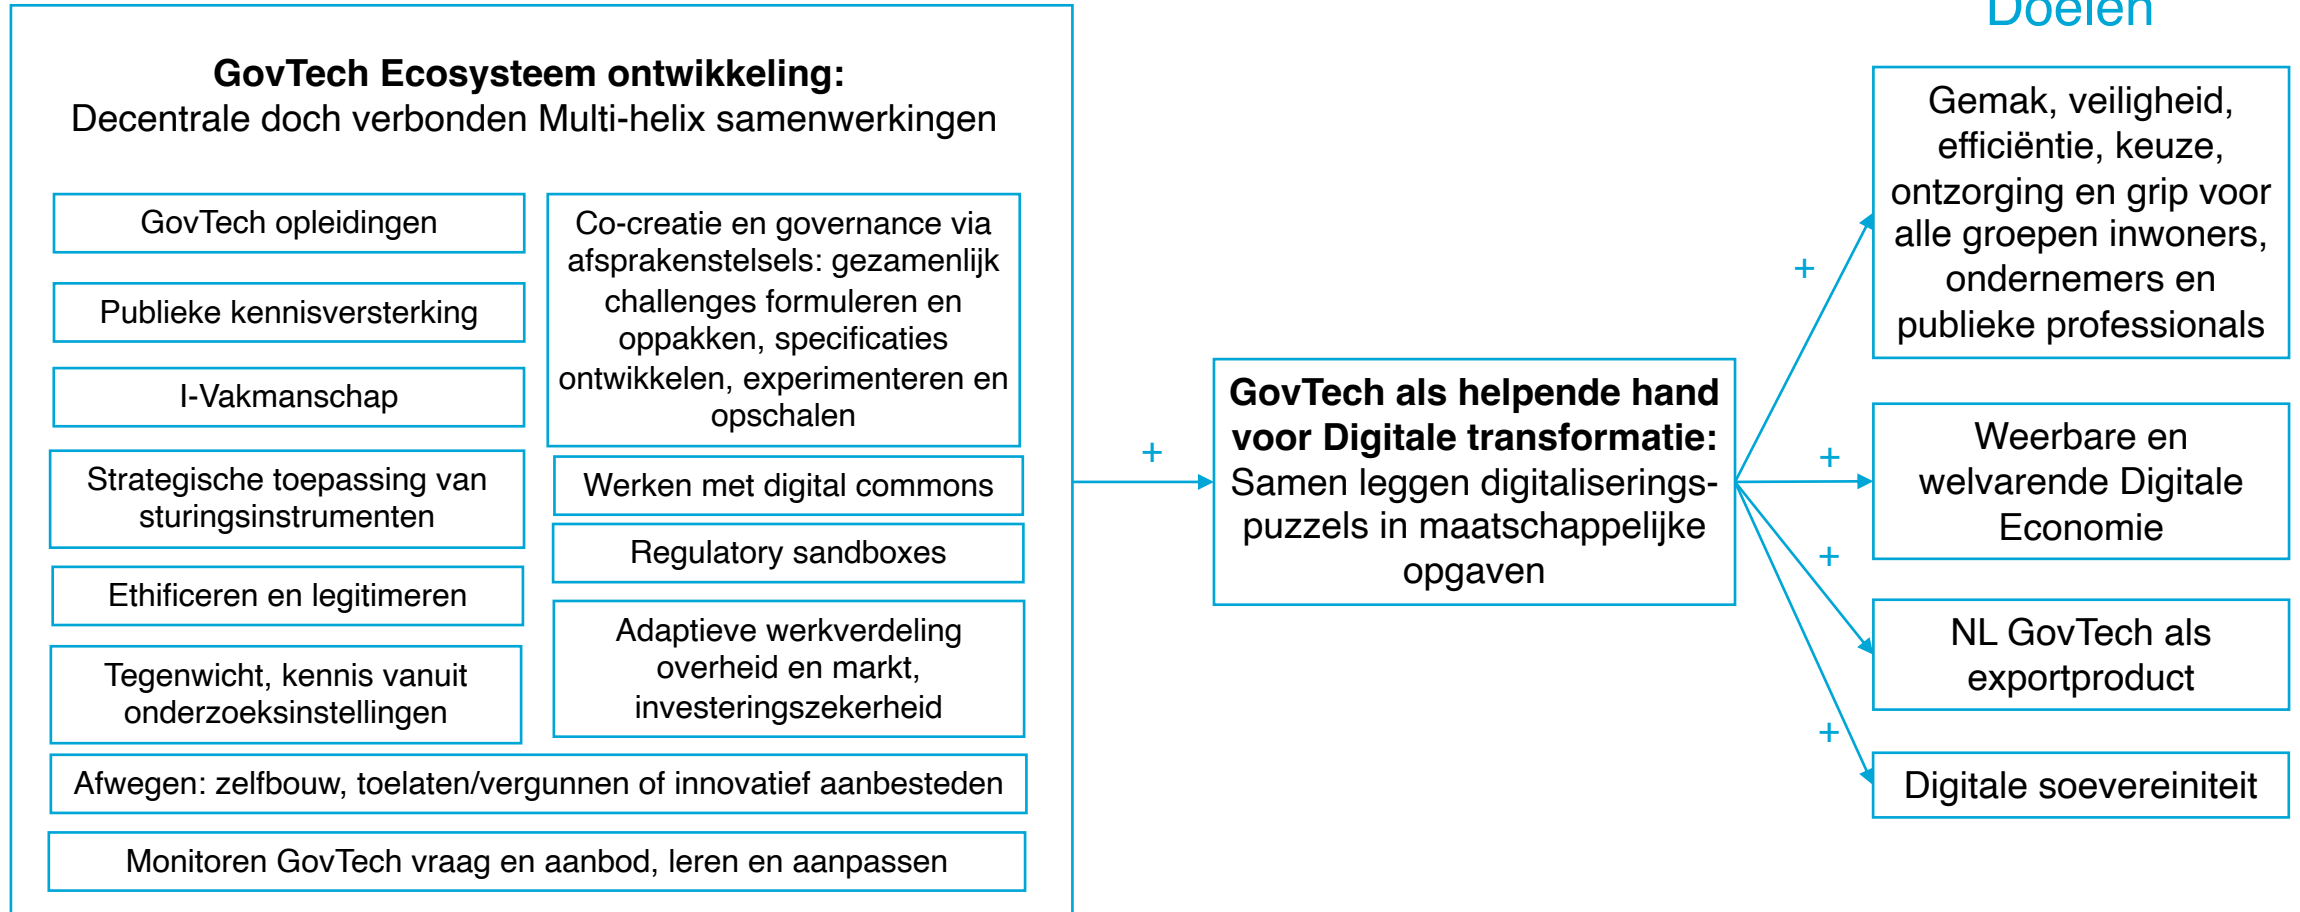 Doelen
GovTech Ecosysteem ontwikkeling:
Decentrale doch verbonden Multi-helix samenwerkingen
GovTech opleidingen
Publieke kennisversterking
I-Vakmanschap
Strategische toepassing van
sturingsinstrumenten
Ethificeren en legitimeren
Tegenwicht, kennis vanuit
onderzoeksinstellingen
Co-creatie en governance via
afsprakenstelsels: gezamenlijk
challenges formuleren en
oppakken, specificaties
ontwikkelen, experimenteren en
opschalen
Werken met digital commons
Regulatory sandboxes
Adaptieve werkverdeling
overheid en markt,
investeringszekerheid
Afwegen: zelfbouw, toelaten/vergunnen of innovatief aanbesteden
Monitoren GovTech vraag en aanbod, leren en aanpassen
+
GovTech als helpende hand
voor Digitale transformatie:
Samen leggen digitaliserings-
puzzels in maatschappelijke
opgaven
+
+
+
+
Gemak, veiligheid,
efficiëntie, keuze,
ontzorging en grip voor
alle groepen inwoners,
ondernemers en
publieke professionals
Weerbare en
welvarende Digitale
Economie
NL GovTech als
exportproduct
Digitale soevereiniteit